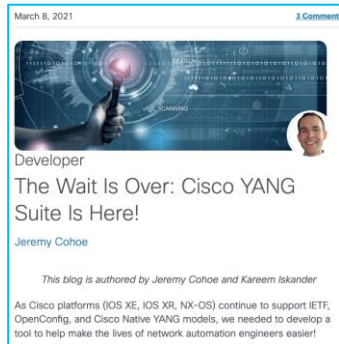 March 8, 2021
3 Comment
SCANNING
Developer
The Wait Is Over: Cisco YANG
Suite Is Here!
Jeremy Cohoe
This blog is authored by Jeremy Cohoe and Kareem Iskander
As Cisco platforms (IOS XE, IOS XR, NX-OS) continue to support IETF,
OpenConfig, and Cisco Native YANG models, we needed to develop a
tool to help make the lives of network automation engineers easier!